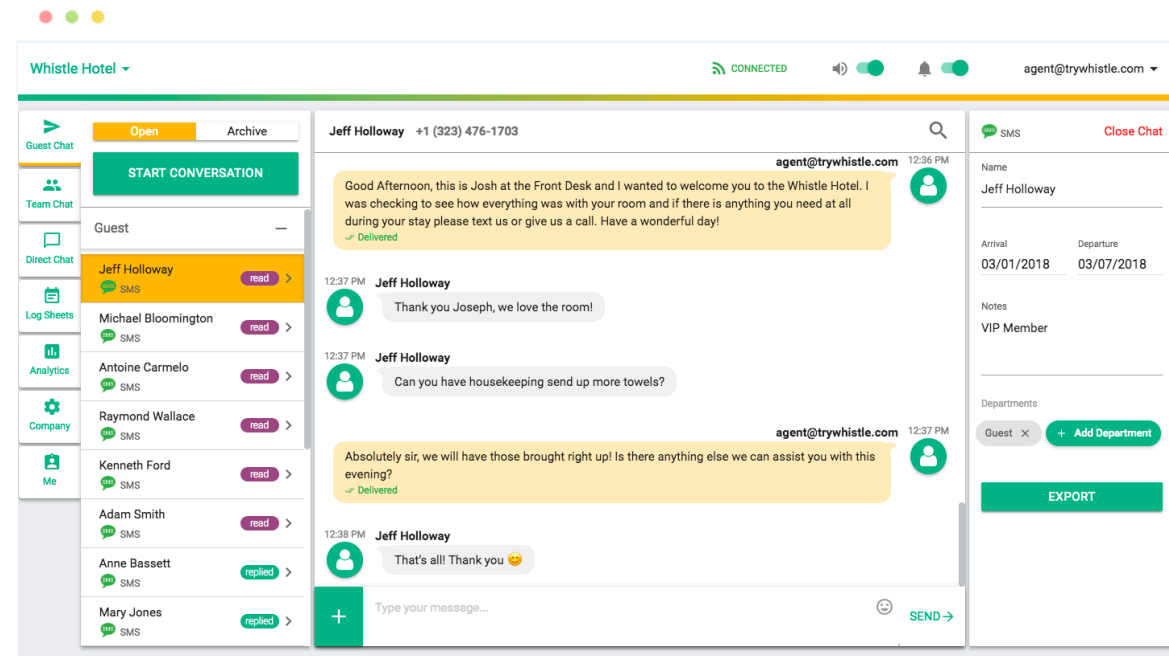 Whistle Hotel
CONNECTED
agent@trywhistle.com
Guest Chat
Team Chat
Direct Chat
Log Sheets
Analytics
Company
Me
Open Archive
START CONVERSATION
Guest
Jeff Holloway
SMS
read
Michael Bloomington
SMS
read
Antoine Carmelo
SMS
read
Raymond Wallace
SMS
read
Kenneth Ford
SMS
read
Adam Smith
SMS
read
Anne Bassett
SMS
replied
Mary Jones
SMS
replied
Jeff Holloway +1 (323) 476-1703
agent@trywhistle.com 12:36 PM
Good Afternoon, this is Josh at the Front Desk and I wanted to welcome you to the Whistle Hotel. I
was checking to see how everything was with your room and if there is anything you need at all
during your stay please text us or give us a call. Have a wonderful day!
Delivered
12:37 PM Jeff Holloway
Thank you Joseph, we love the room!
12:37 PM Jeff Holloway
Can you have housekeeping send up more towels?
agent@trywhistle.com 12:37 PM
Absolutely sir, we will have those brought right up! Is there anything else we can assist you with this
evening?
Delivered
12:38 PM Jeff Holloway
That's all! Thank you 😊
Type your message...
SEND
SMS Close Chat
Name
Jeff Holloway
Arrival Departure
03/01/2018 03/07/2018
Notes
VIP Member
Departments
Guest × + Add Department
EXPORT